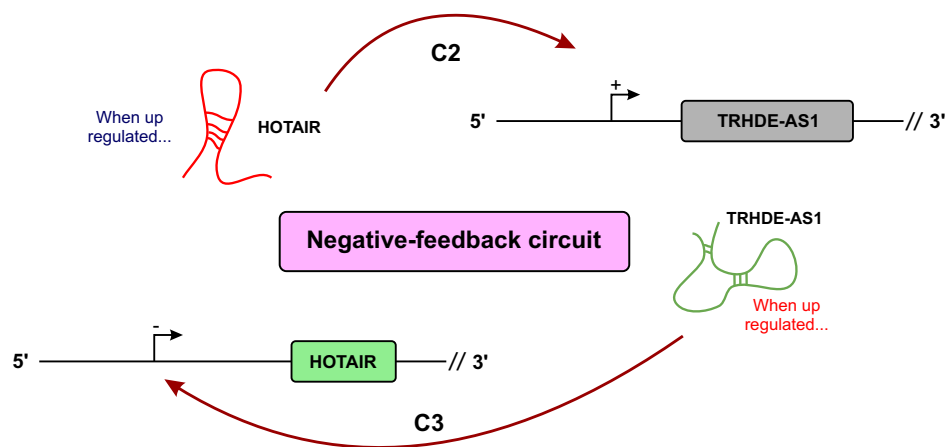 C2
When up
regulated...
HOTAIR
+
5'
TRHDE-AS1
// 3'
TRHDE-AS1
Negative-feedback circuit
When up
regulated...
-
5'
HOTAIR
// 3'
C3